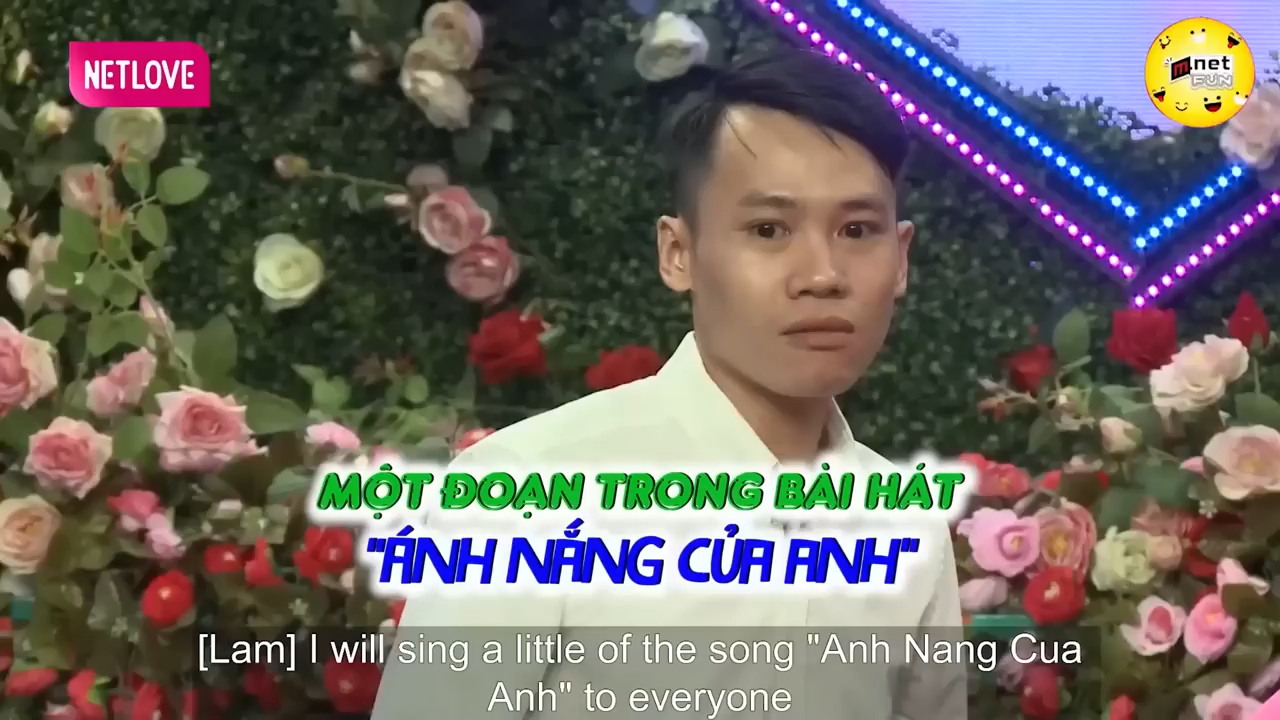 NETLOVE
mnet
FUN
MỘT ĐOẠN TRONG BÀI HÁT
"ÁNH NẮNG CỦA ANH"
[Lam] I will sing a little of the song "Anh Nang Cua
Anh" to everyone